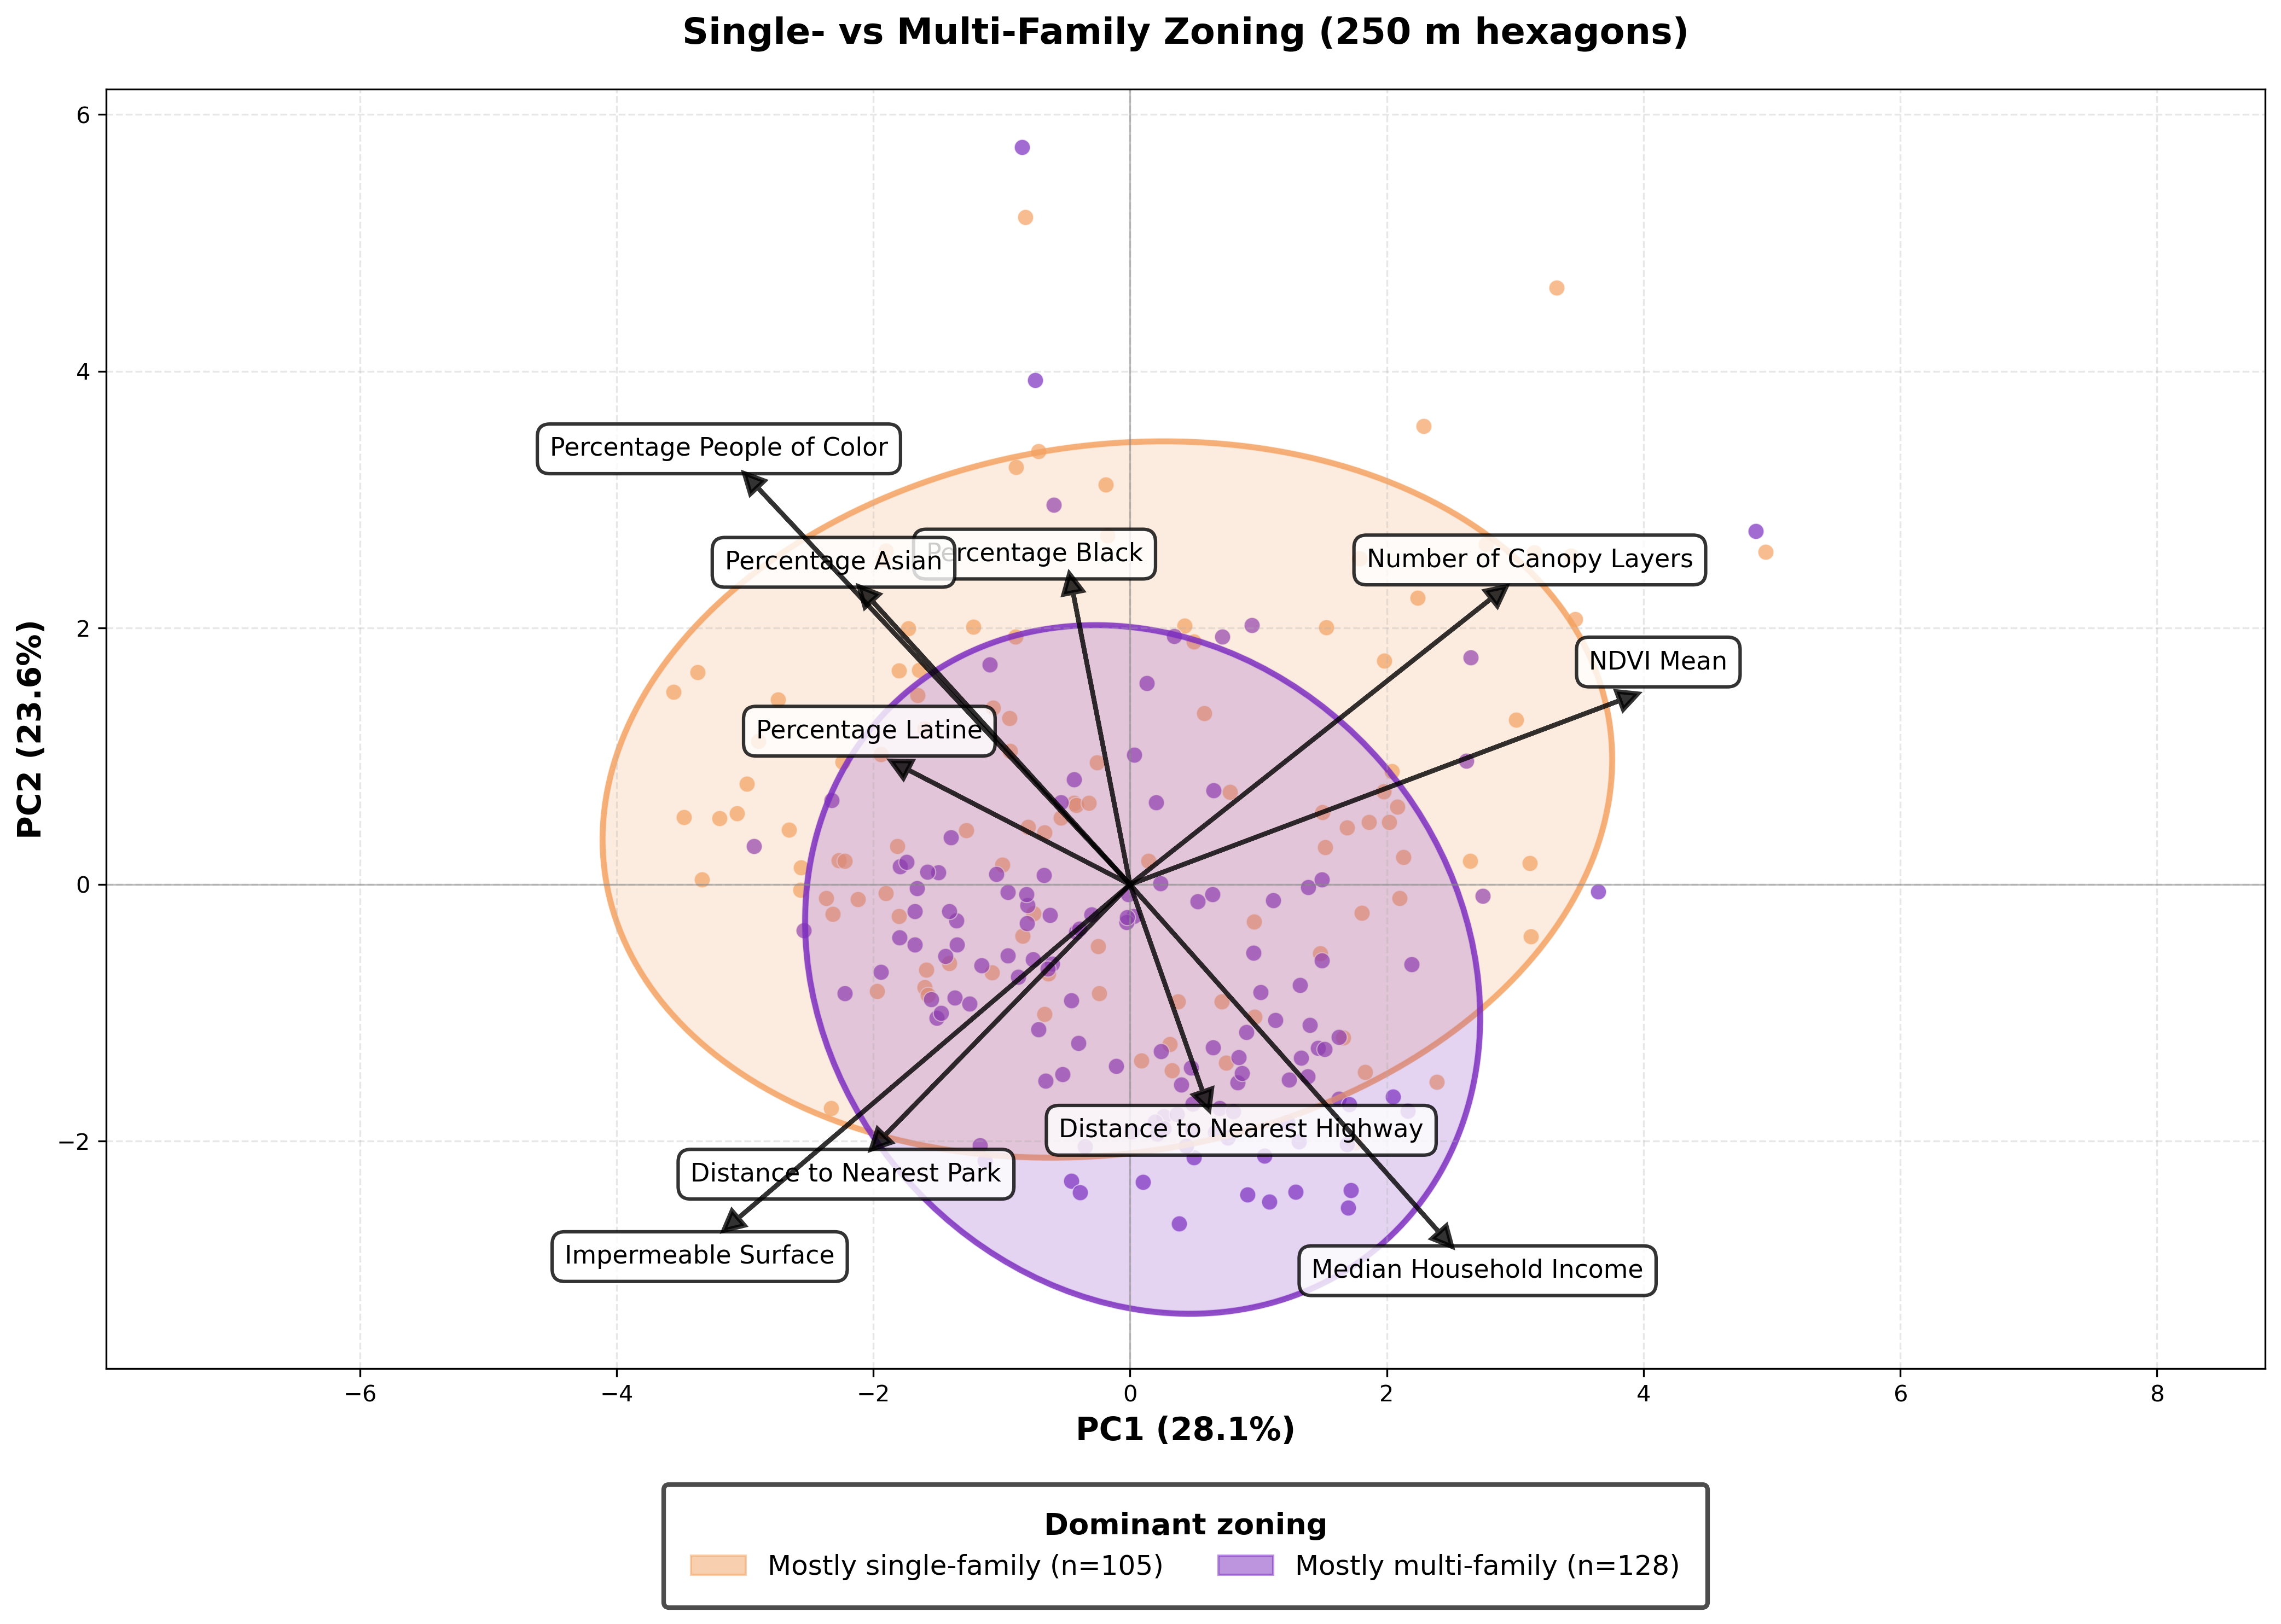 Single- vs Multi-Family Zoning (250 m hexagons)
6
4
2
0
−2
PC2 (23.6%)
Percentage People of Color
Percentage Asian
Percentage Black
Number of Canopy Layers
NDVI Mean
Percentage Latine
Distance to Nearest Highway
Distance to Nearest Park
Impermeable Surface
Median Household Income
−6
−4
−2
0
2
4
6
8
PC1 (28.1%)
Dominant zoning
Mostly single-family (n=105)
Mostly multi-family (n=128)